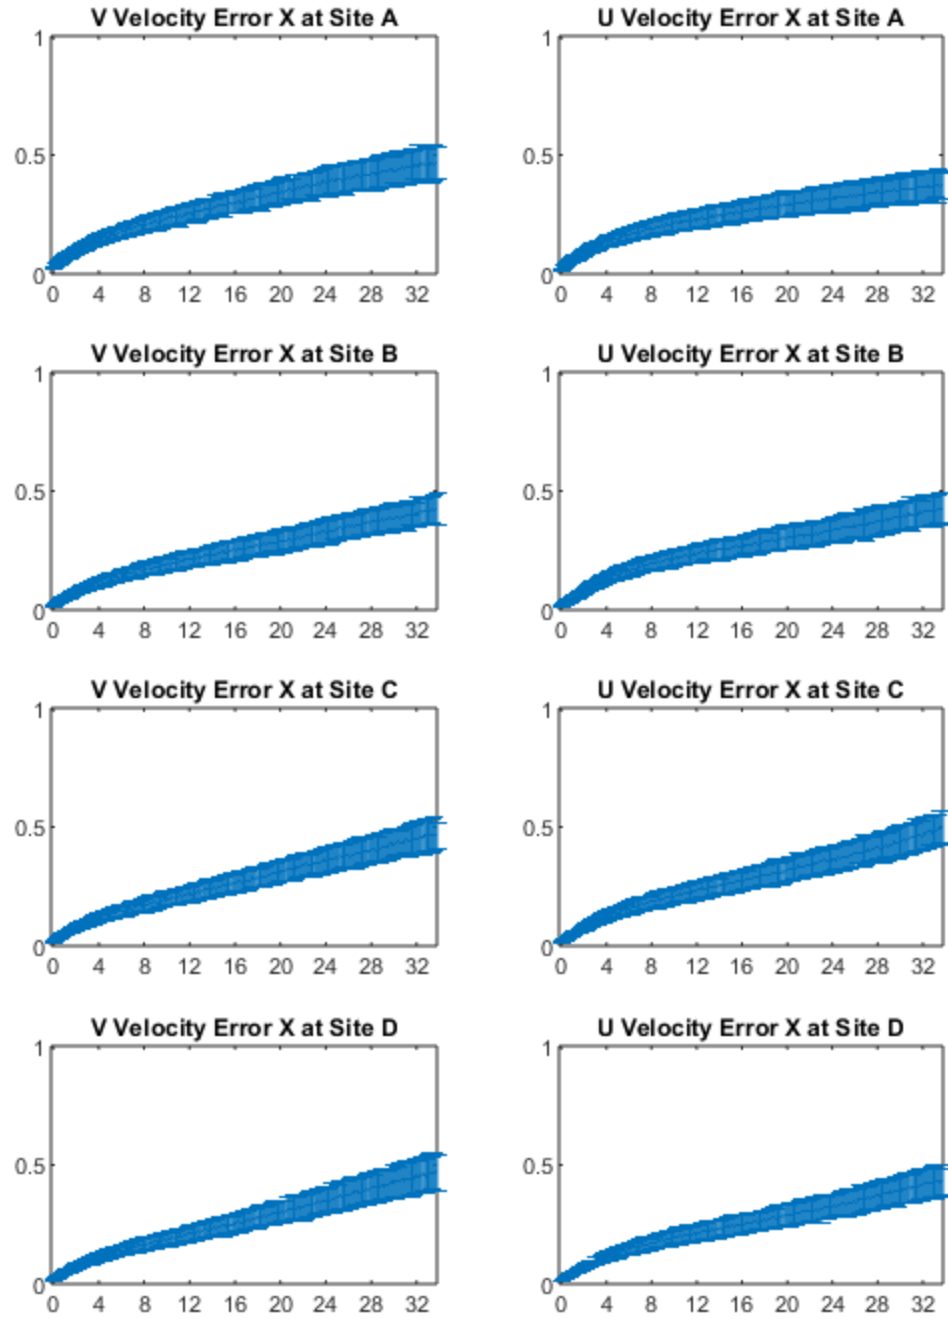 V Velocity Error X at Site A
U Velocity Error X at Site A
1
0.5
0
0 4 8 12 16 20 24 28 32
1
0.5
0
0 4 8 12 16 20 24 28 32
V Velocity Error X at Site B
U Velocity Error X at Site B
1
0.5
0
0 4 8 12 16 20 24 28 32
1
0.5
0
0 4 8 12 16 20 24 28 32
V Velocity Error X at Site C
U Velocity Error X at Site C
1
0.5
0
0 4 8 12 16 20 24 28 32
1
0.5
0
0 4 8 12 16 20 24 28 32
V Velocity Error X at Site D
U Velocity Error X at Site D
1
0.5
0
0 4 8 12 16 20 24 28 32
1
0.5
0
0 4 8 12 16 20 24 28 32